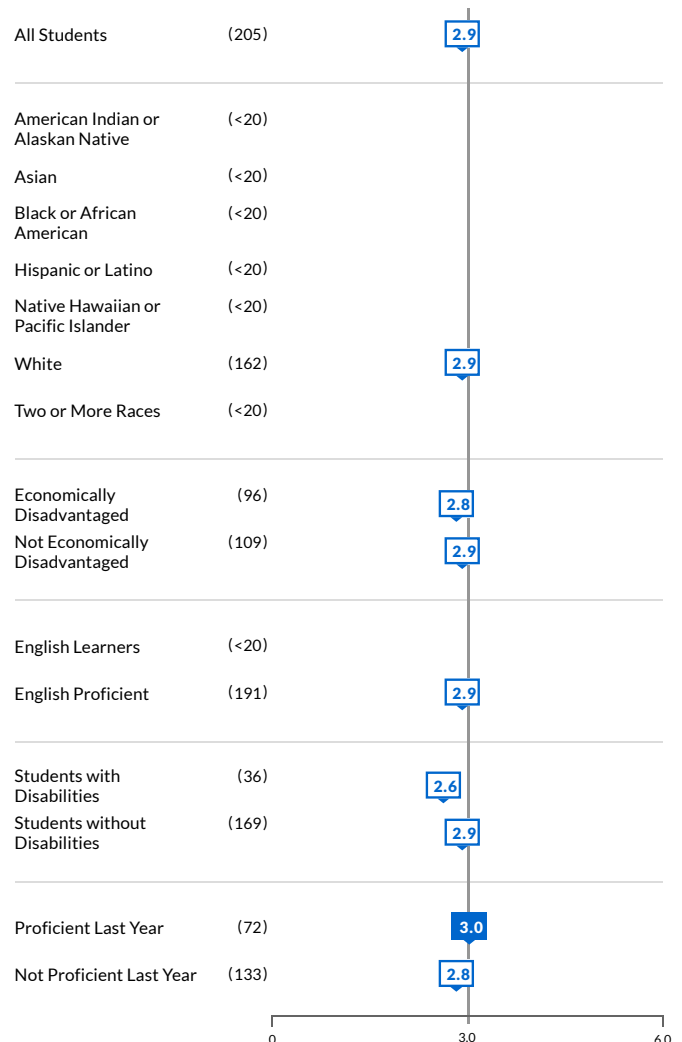 All Students (205) 2.9
American Indian or (<20)
Alaskan Native
Asian (<20)
Black or African (<20)
American
Hispanic or Latino (<20)
Native Hawaiian or (<20)
Pacific Islander
White (162) 2.9
Two or More Races (<20)
Economically (96) 2.8
Disadvantaged
Not Economically (109) 2.9
Disadvantaged
English Learners (<20)
English Proficient (191) 2.9
Students with (36) 2.6
Disabilities
Students without (169) 2.9
Disabilities
Proficient Last Year (72) 3.0
Not Proficient Last Year (133) 2.8
0 3.0 6.0